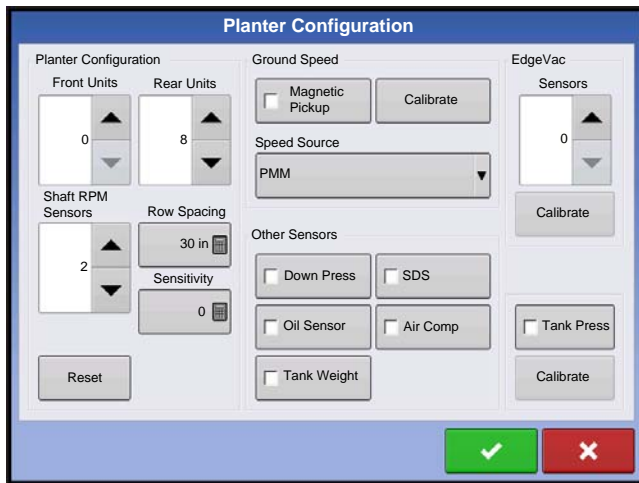 Planter Configuration
Planter Configuration
Front Units
Rear Units
0
8
Shaft RPM
Sensors
2
Row Spacing
30 in
Sensitivity
0
Reset
Ground Speed
Magnetic
Pickup
Calibrate
Speed Source
PMM
Other Sensors
Down Press
SDS
Oil Sensor
Air Comp
Tank Weight
EdgeVac
Sensors
0
Calibrate
Tank Press
Calibrate